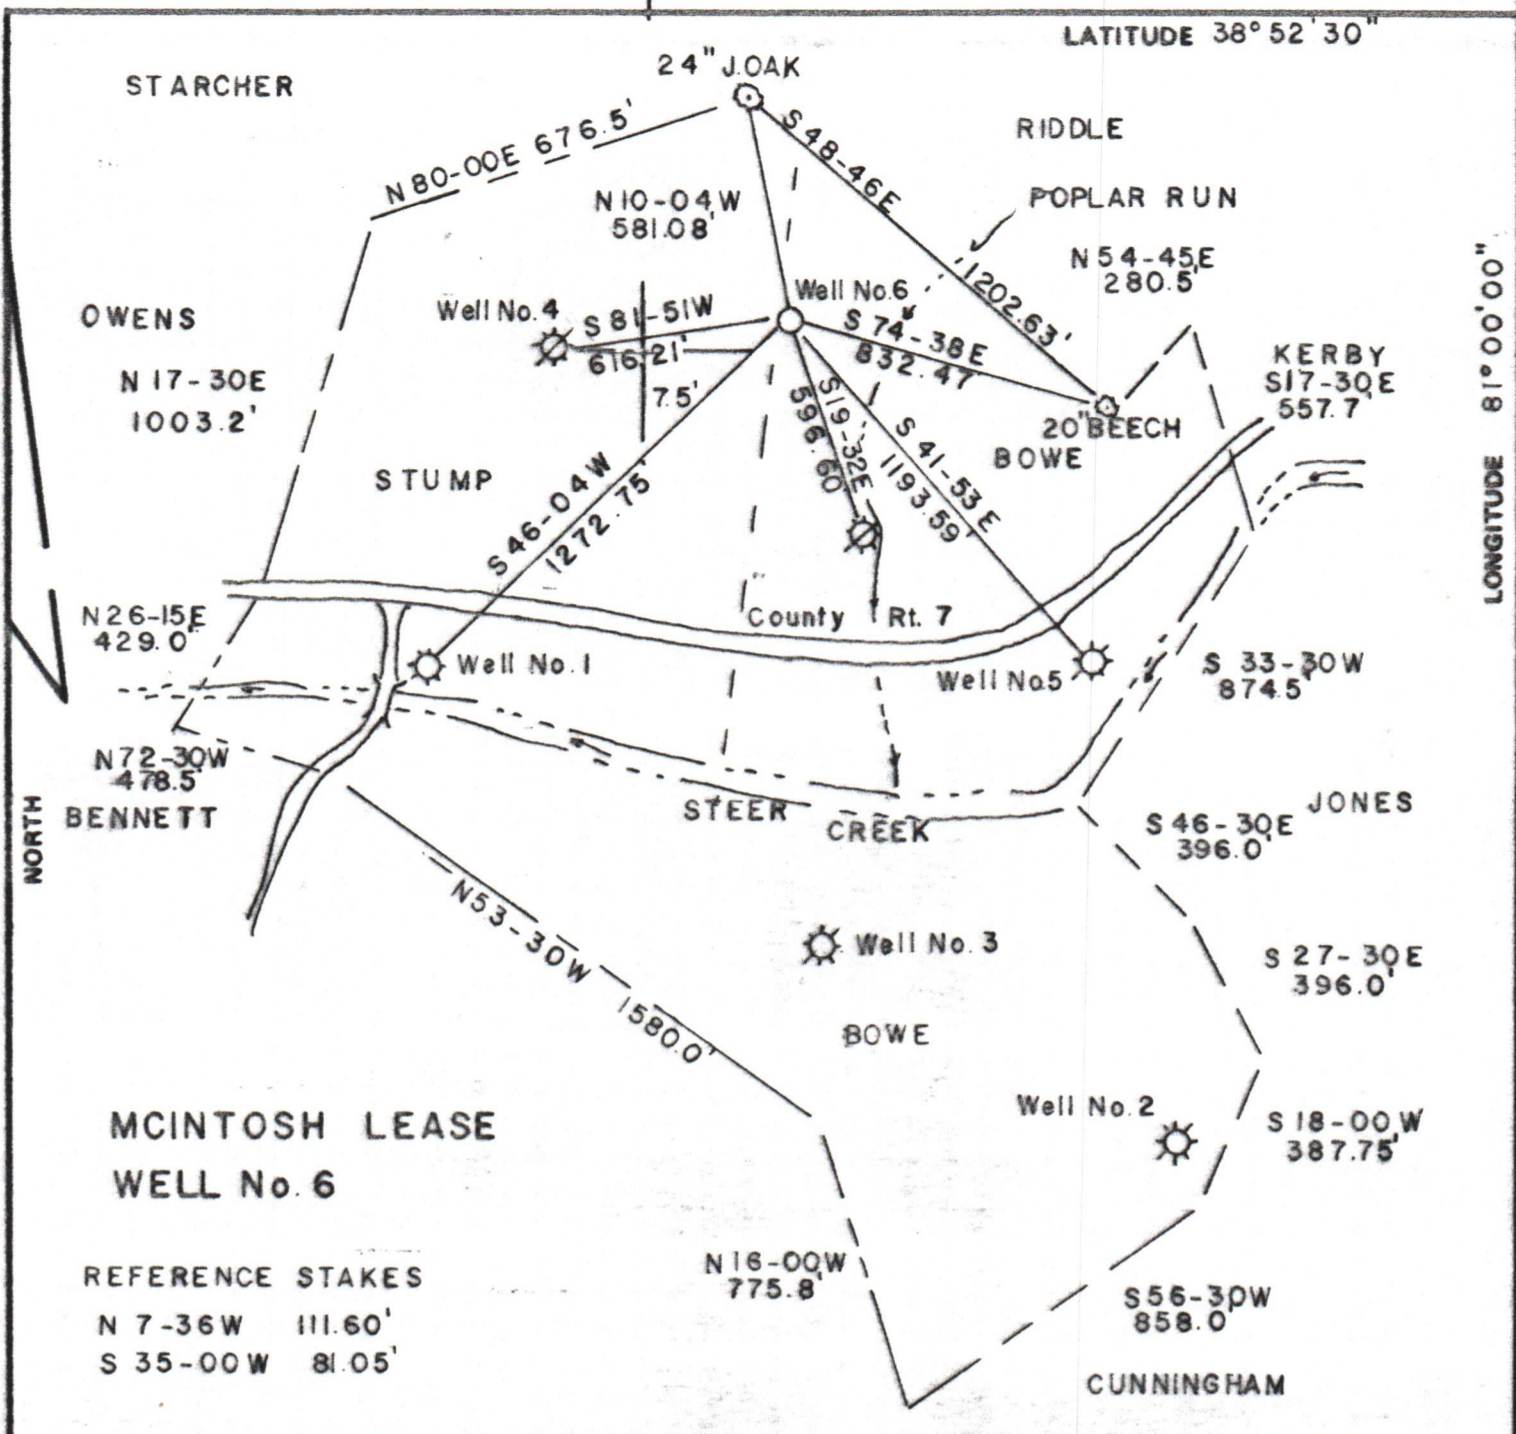 LATITUDE 38° 52' 30"
24" J.OAK
STARCHER
N 80-00E 676.5'
S 48-46E
1202.63'
RIDDLE
POPLAR RUN
N 10-04W
581.08'
N 54-45E
280.5'
LONGITUDE 81° 00' 00"
OWENS
N 17-30E
1003.2'
Well No. 4
S 81-51W
616.21'
7.5'
Well No. 6
S 74-38E
832.47
KERBY
S17-30E
557.7'
20" BEECH
BOWE
STUMP
S 46-04W
1272.75'
S19-32E
596.60
S 41-53E
1193.59'
N 26-15E
429.0'
County Rt. 7
Well No. 1
Well No.5
S 33-30W
874.5'
N 72-30W
478.5'
BENNETT
NORTH
STEER CREEK
JONES
S 46-30E
396.0'
N53-30W 1580.0'
Well No. 3
S 27-30E
396.0'
BOWE
Well No. 2
S 18-00W
387.75'
MCINTOSH LEASE
WELL No. 6
REFERENCE STAKES
N 7-36W 111.60'
S 35-00W 81.05'
N 16-00W
775.8'
S56-30W
858.0'
CUNNINGHAM